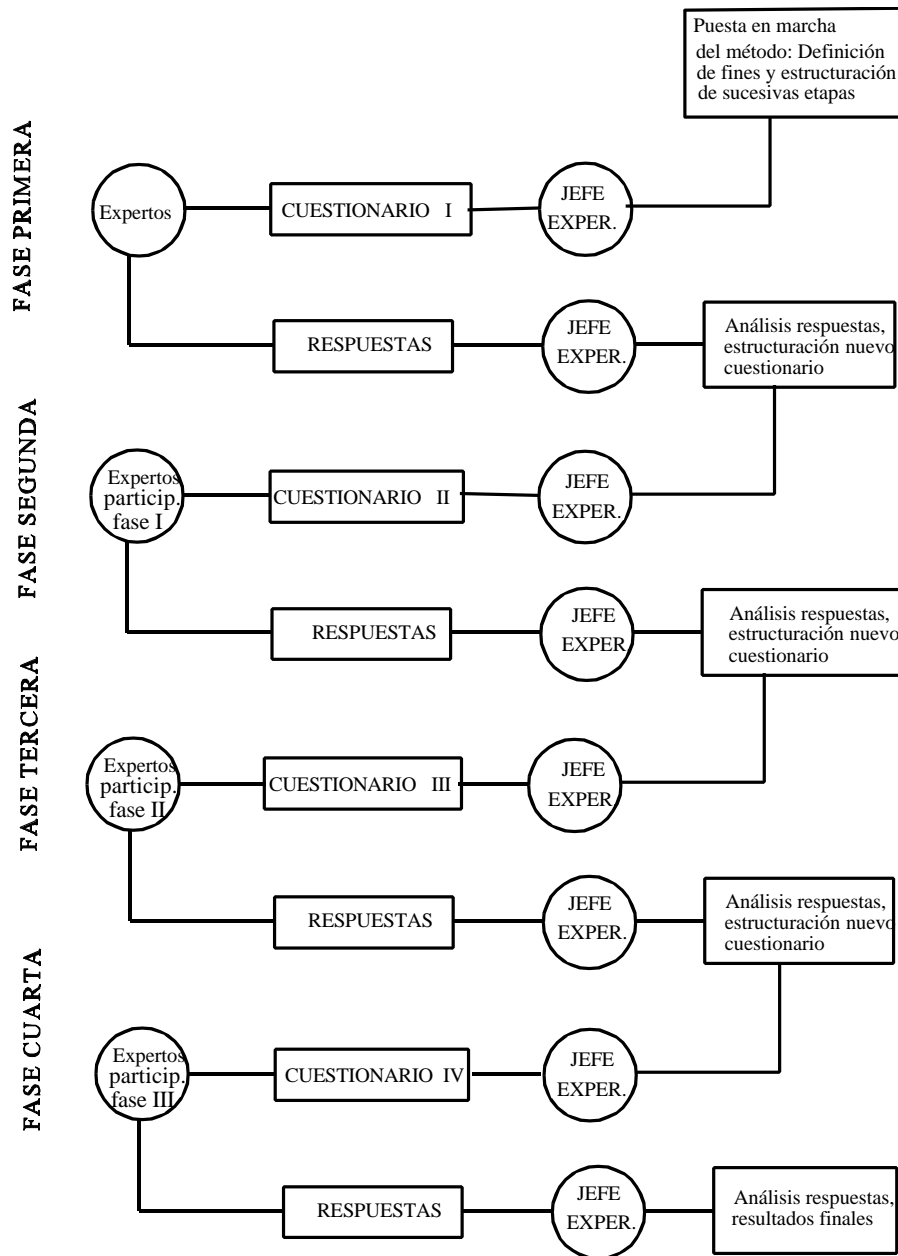 Puesta en marcha
del método: Definición
de fines y estructuración
de sucesivas etapas
FASE PRIMERA
Expertos
CUESTIONARIO I
JEFE
EXPER.
RESPUESTAS
JEFE
EXPER.
Análisis respuestas,
estructuración nuevo
cuestionario
FASE SEGUNDA
Expertos
particip.
fase I
CUESTIONARIO II
JEFE
EXPER.
RESPUESTAS
JEFE
EXPER
Análisis respuestas,
estructuración nuevo
cuestionario
FASE TERCERA
Expertos
particip.
fase II
CUESTIONARIO III
JEFE
EXPER
RESPUESTAS
JEFE
EXPER.
Análisis respuestas,
estructuración nuevo
cuestionario
FASE CUARTA
Expertos
particip.
fase III
CUESTIONARIO IV
JEFE
EXPER.
RESPUESTAS
JEFE
EXPER.
Análisis respuestas,
resultados finales